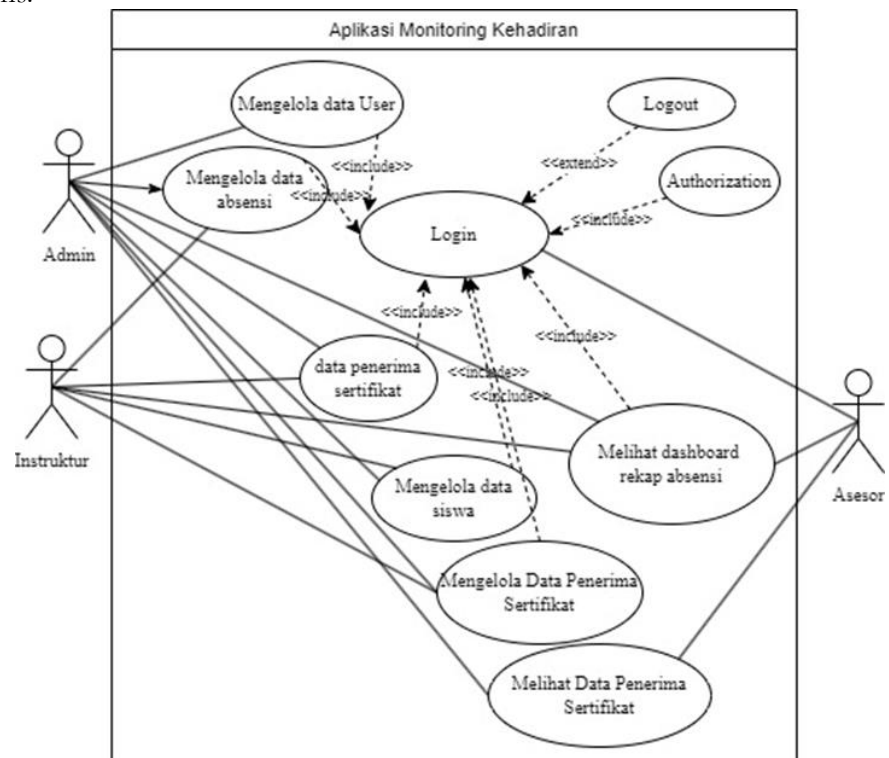 Aplikasi Monitoring Kehadiran
Mengelola data User
Logout
<<include>>
<<extend>>
Mengelola data
absensi
<<include>>
Authorization
<<include>>
Login
Admin
<<include>>
<<include>>
data penerima
sertifikat
<<include>>
<<include>>
Instruktur
Melihat dashboard
rekap absensi
Mengelola data
siswa
Asesor
Mengelola Data Penerima
Sertifikat
Melihat Data Penerima
Sertifikat